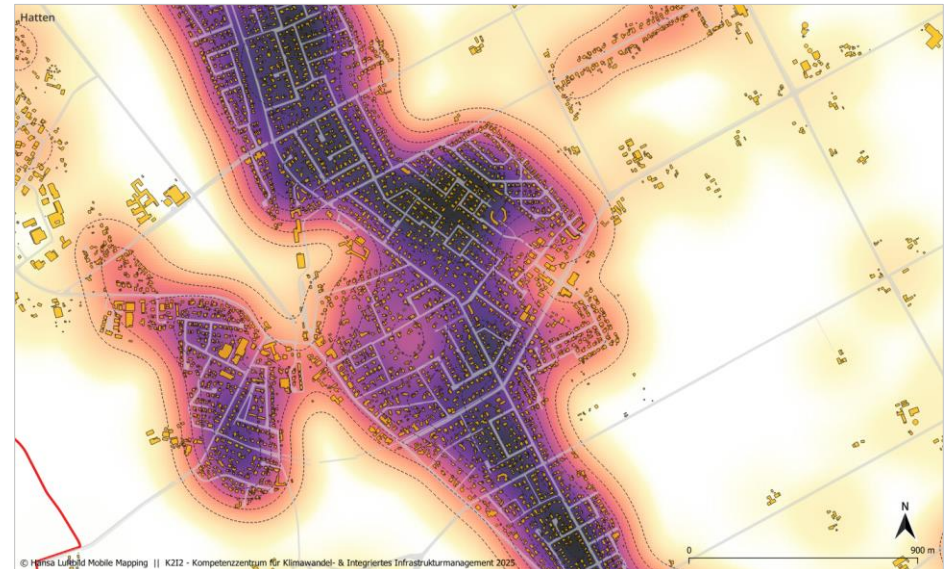 Hatten
N
0 900 m
© Hansa Luftbild Mobile Mapping || K2I2 - Kompetenzzentrum für Klimawandel- & Integriertes Infrastrukturmanagement 2025